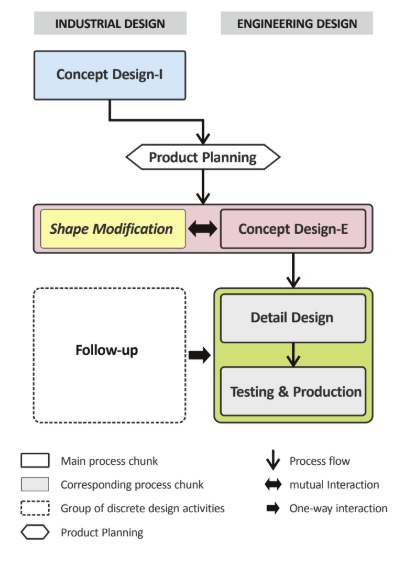 INDUSTRIAL DESIGN
ENGINEERING DESIGN
Concept Design-I
Product Planning
Shape Modification
Concept Design-E
Detail Design
Follow-up
Testing & Production
Main process chunk
Process flow
Corresponding process chunk
mutual Interaction
Group of discrete design activities
One-way interaction
Product Planning